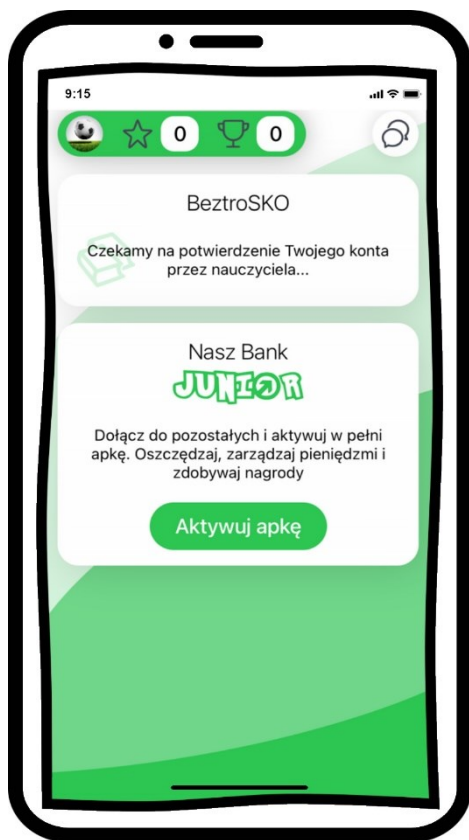 9:15
0 0
BeztroSKO
Czekamy na potwierdzenie Twojego konta
przez nauczyciela...
Nasz Bank
JUNIOR
Dołącz do pozostałych i aktywuj w pełni
apkę. Oszczędzaj, zarządzaj pieniędzmi i
zdobywaj nagrody
Aktywuj apkę